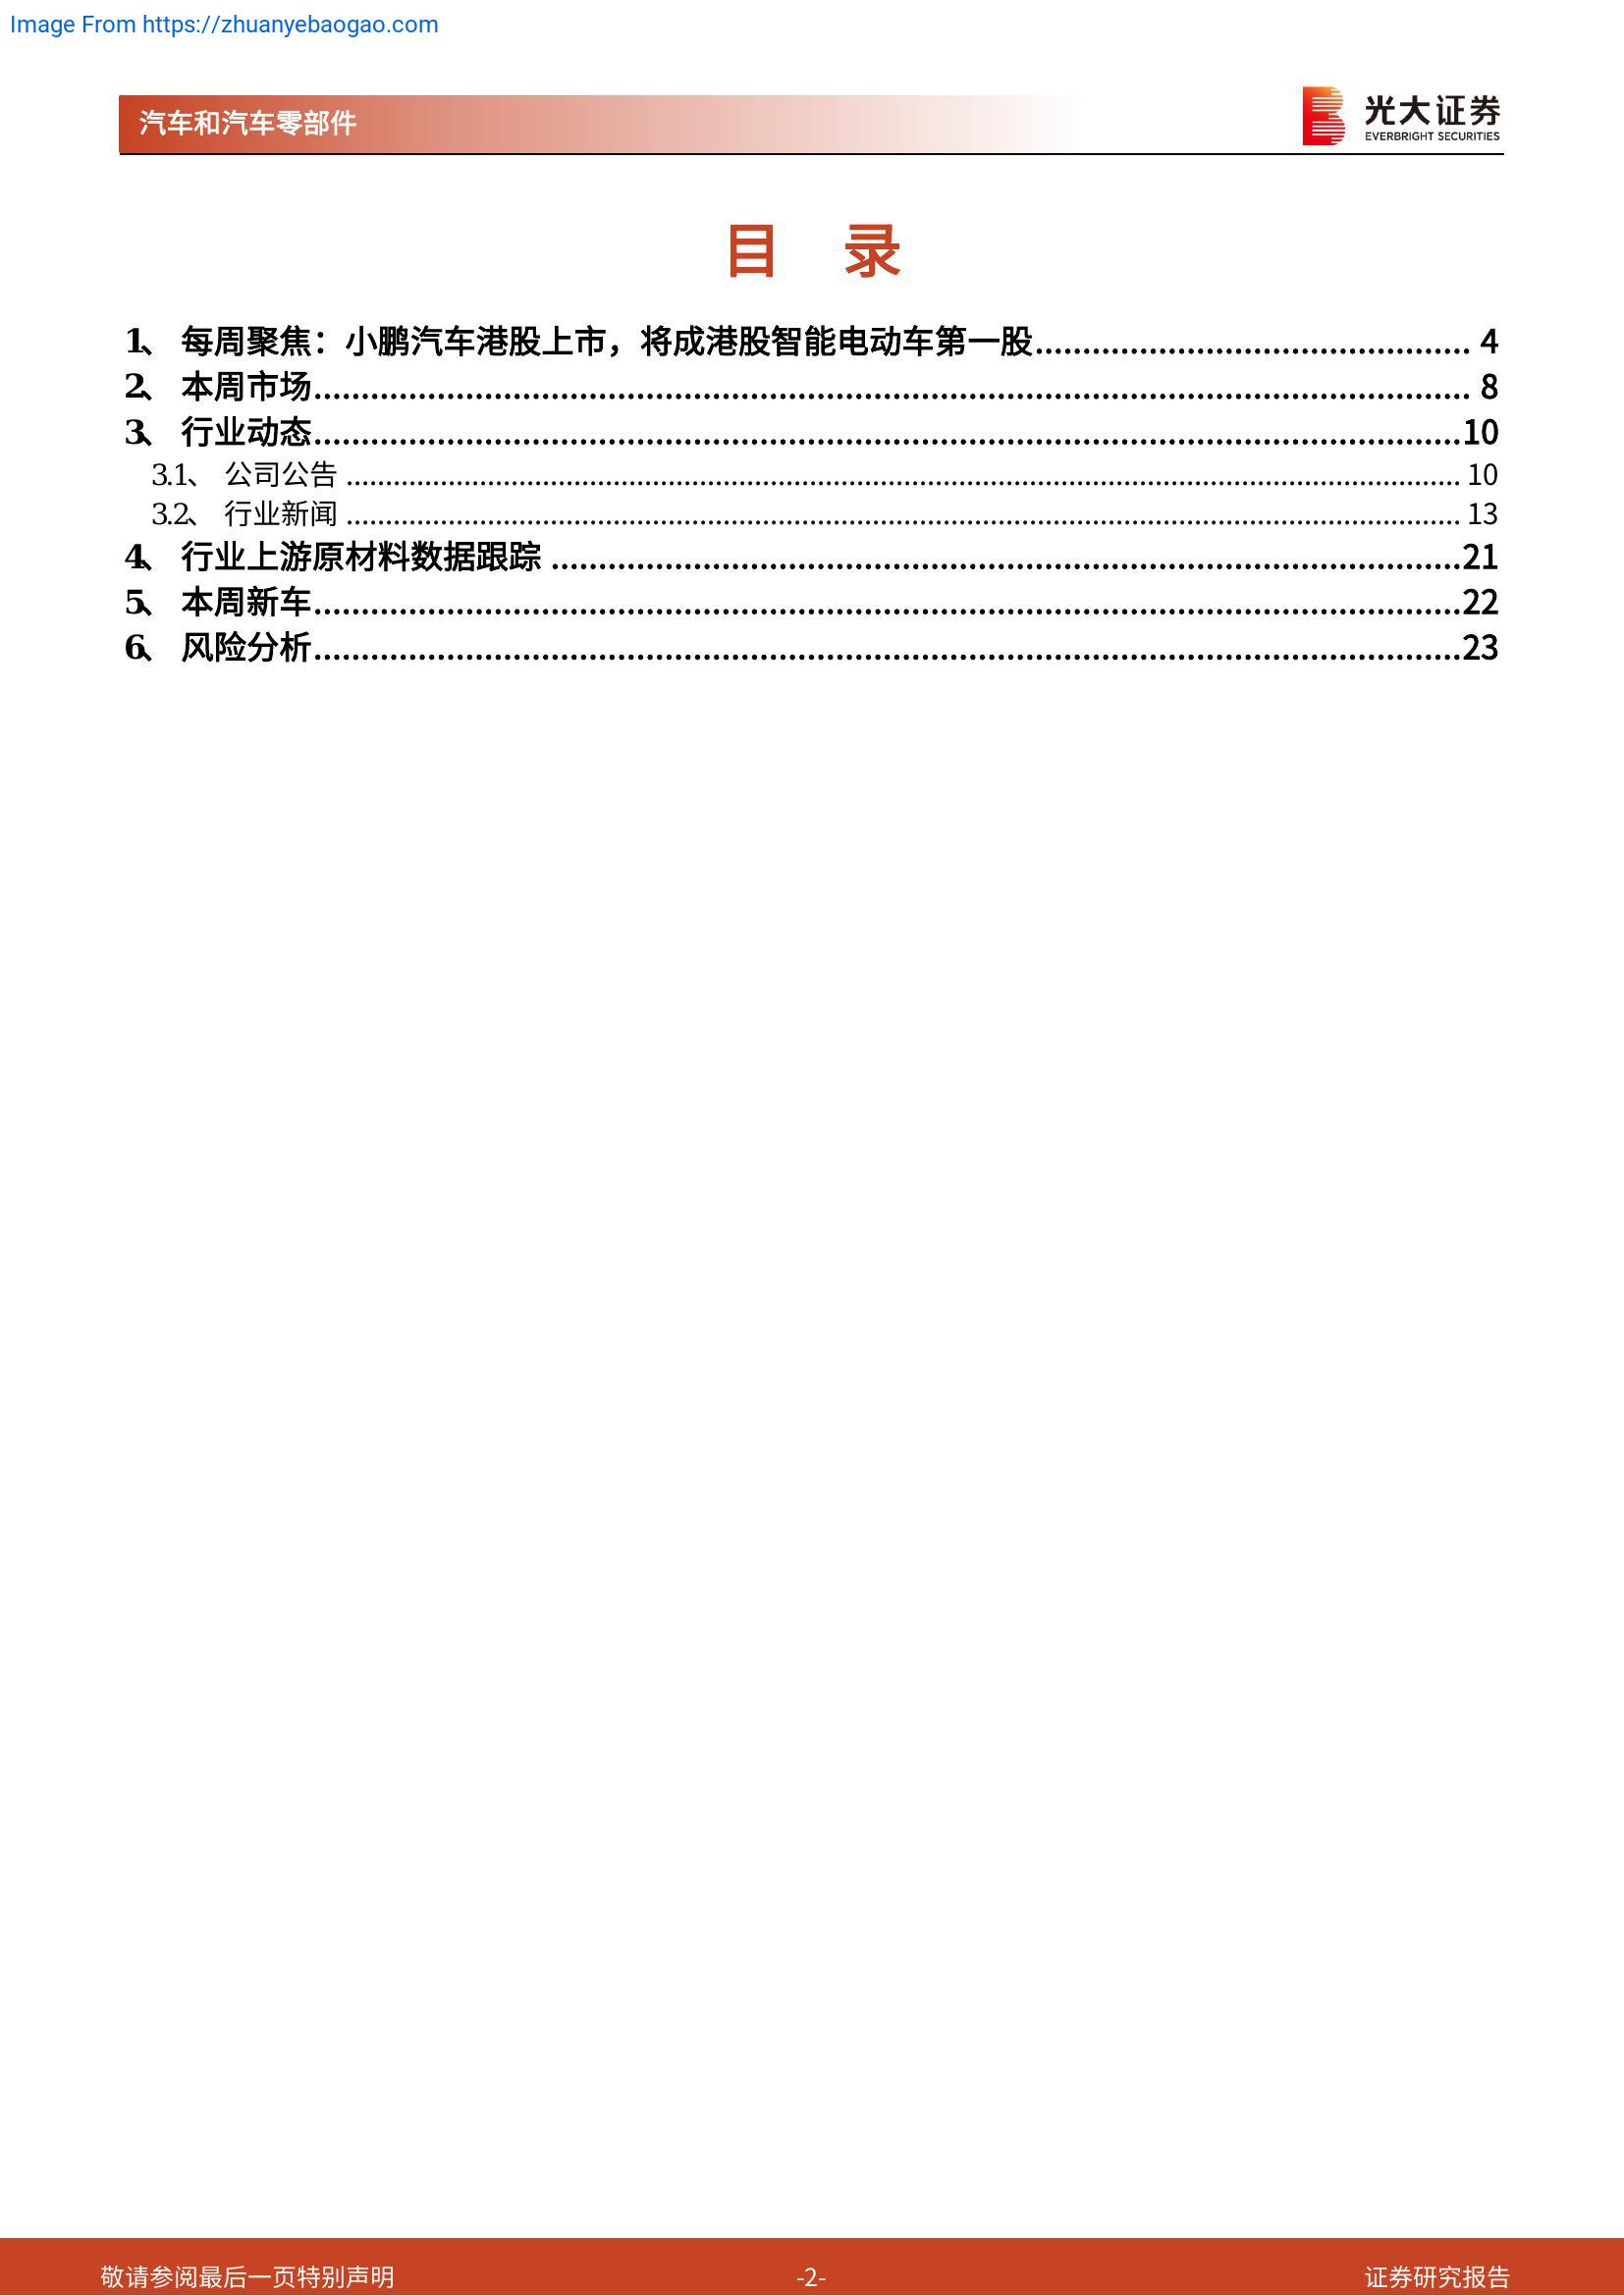 Image From https://zhuanyebaogao.com
汽车和汽车零部件
光大证券
EVERBRIGHT SECURITIES
目 录
1、 每周聚焦：小鹏汽车港股上市，将成港股智能电动车第一股 4
2、 本周市场 8
3、 行业动态 10
3.1、 公司公告 10
3.2、 行业新闻 13
4、 行业上游原材料数据跟踪 21
5、 本周新车 22
6、 风险分析 23
敬请参阅最后一页特别声明 -2- 证券研究报告